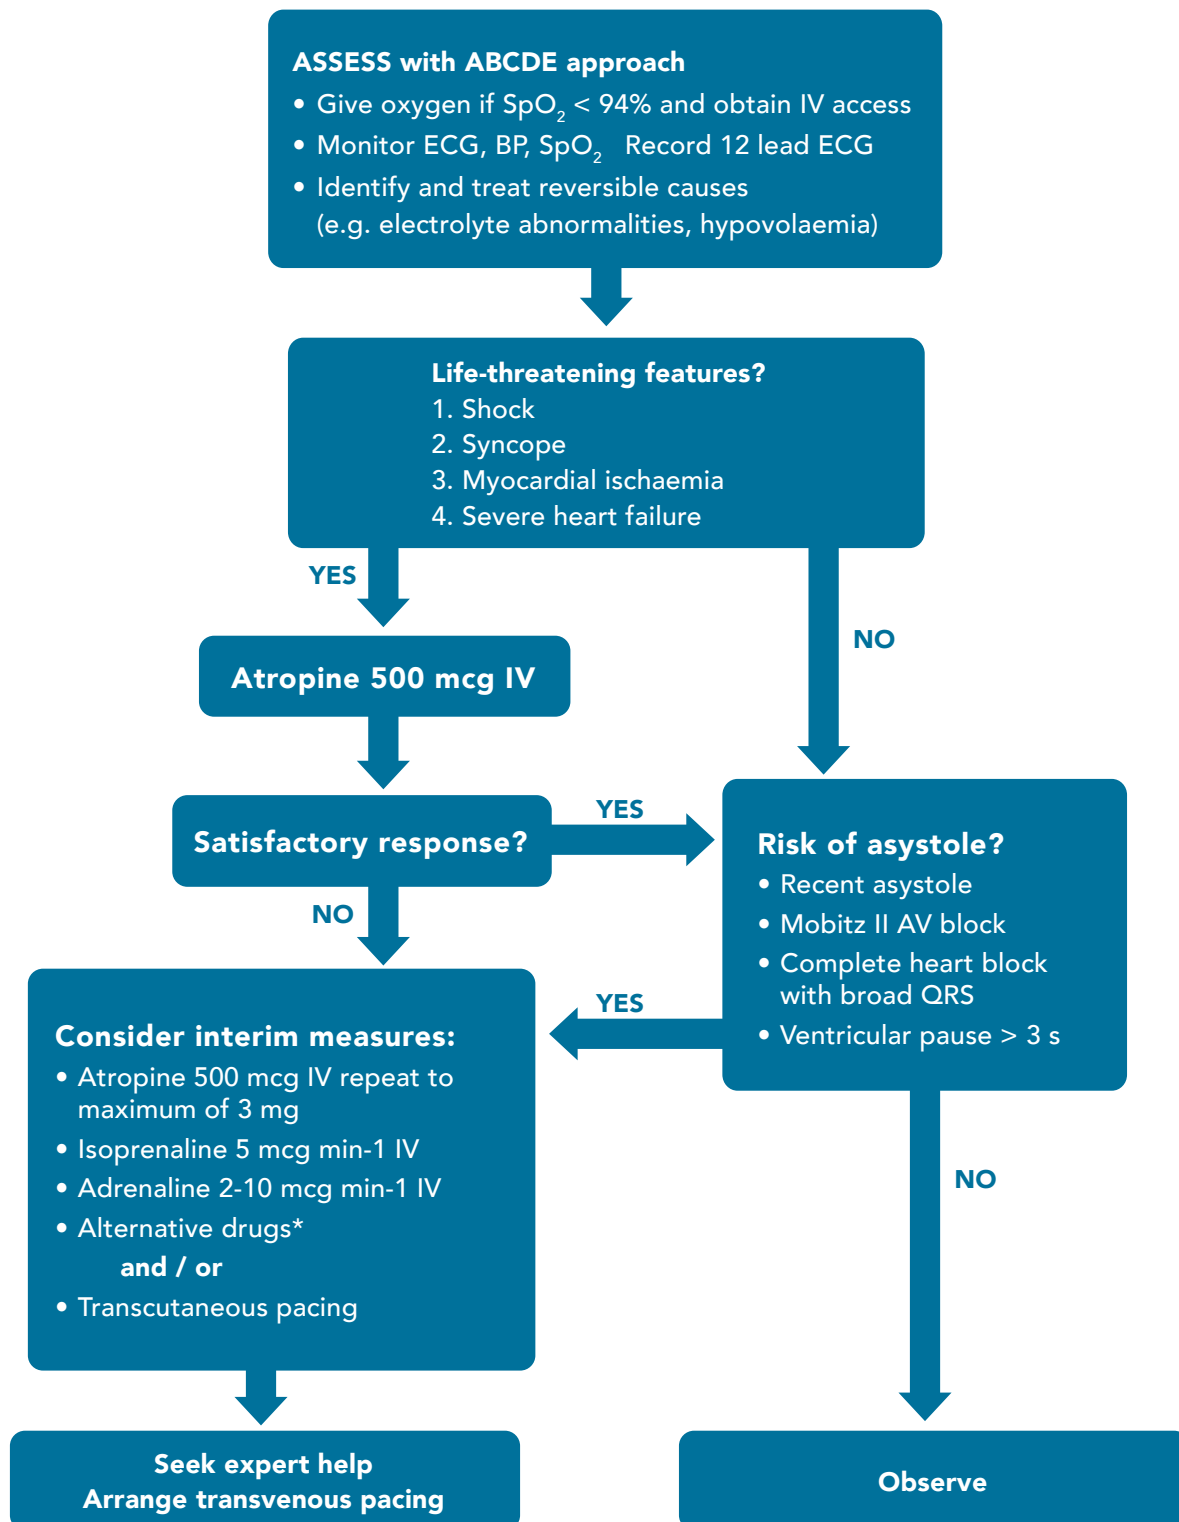 ASSESS with ABCDE approach
• Give oxygen if SpO₂ < 94% and obtain IV access
• Monitor ECG, BP, SpO₂ Record 12 lead ECG
• Identify and treat reversible causes
(e.g. electrolyte abnormalities, hypovolaemia)
Life-threatening features?
1. Shock
2. Syncope
3. Myocardial ischaemia
4. Severe heart failure
YES
NO
Atropine 500 mcg IV
Satisfactory response?
YES
NO
Risk of asystole?
• Recent asystole
• Mobitz II AV block
• Complete heart block
with broad QRS
• Ventricular pause > 3 s
YES
NO
Consider interim measures:
• Atropine 500 mcg IV repeat to
maximum of 3 mg
• Isoprenaline 5 mcg min-1 IV
• Adrenaline 2-10 mcg min-1 IV
• Alternative drugs*
and / or
• Transcutaneous pacing
Seek expert help
Arrange transvenous pacing
Observe